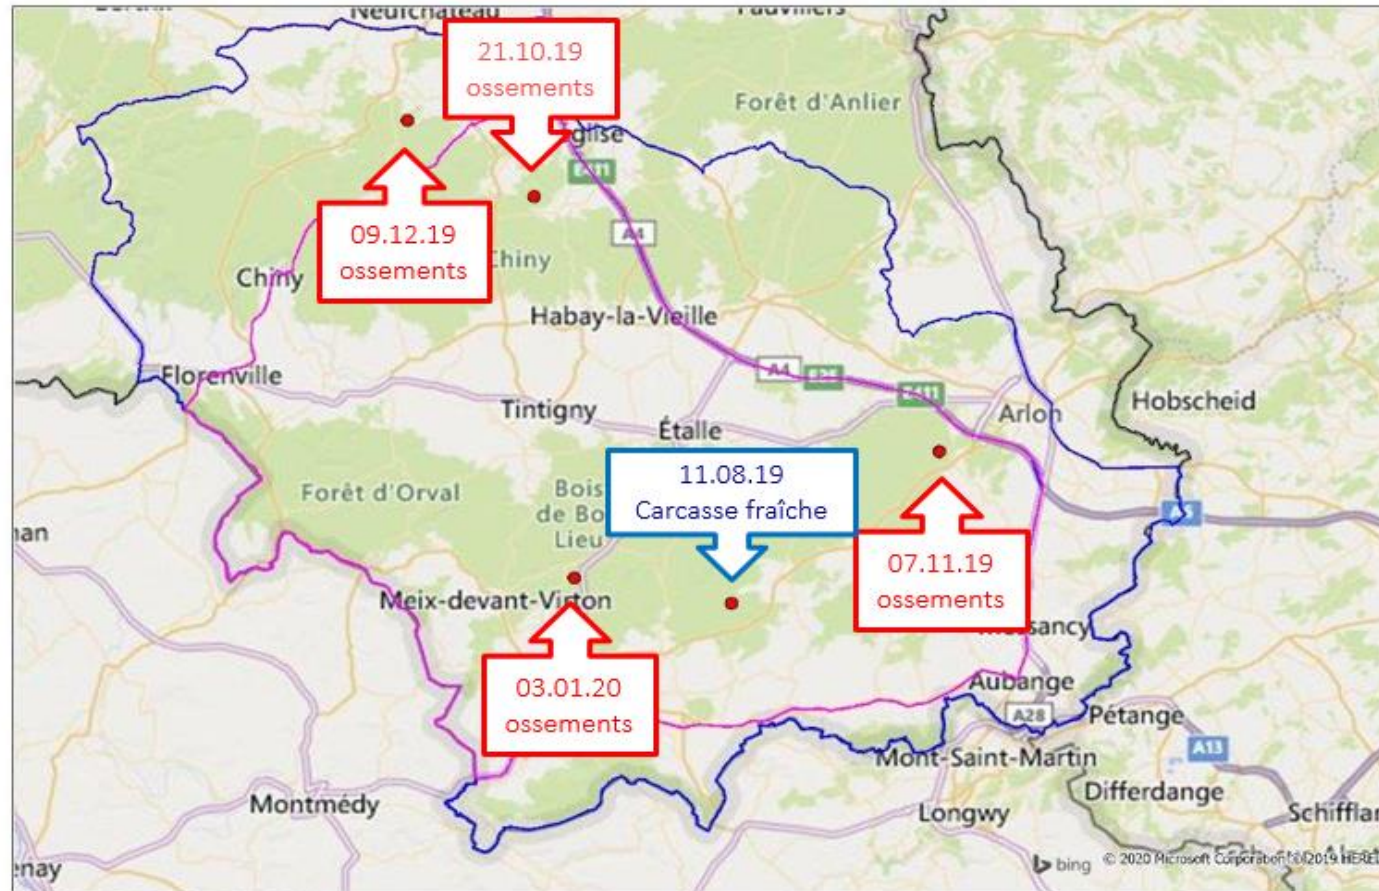 Neufchâteau
21.10.19
ossements
Forêt d'Anlier
09.12.19
ossements
A4
Chiny
Chiny
Habay-la-Vieille
A4
E25
E411
Florenville
Tintigny
Étalle
Arlon
Hobscheid
11.08.19
Carcasse fraîche
Forêt d'Orval
Bois
de Bo
Lieu
07.11.19
ossements
Meix-devant-Virton
03.01.20
ossements
Aubange
A28
Pétange
A13
Mont-Saint-Martin
Montmédy
Longwy
Differdange
bing
© 2020 Microsoft Corporation © 2019 HERE